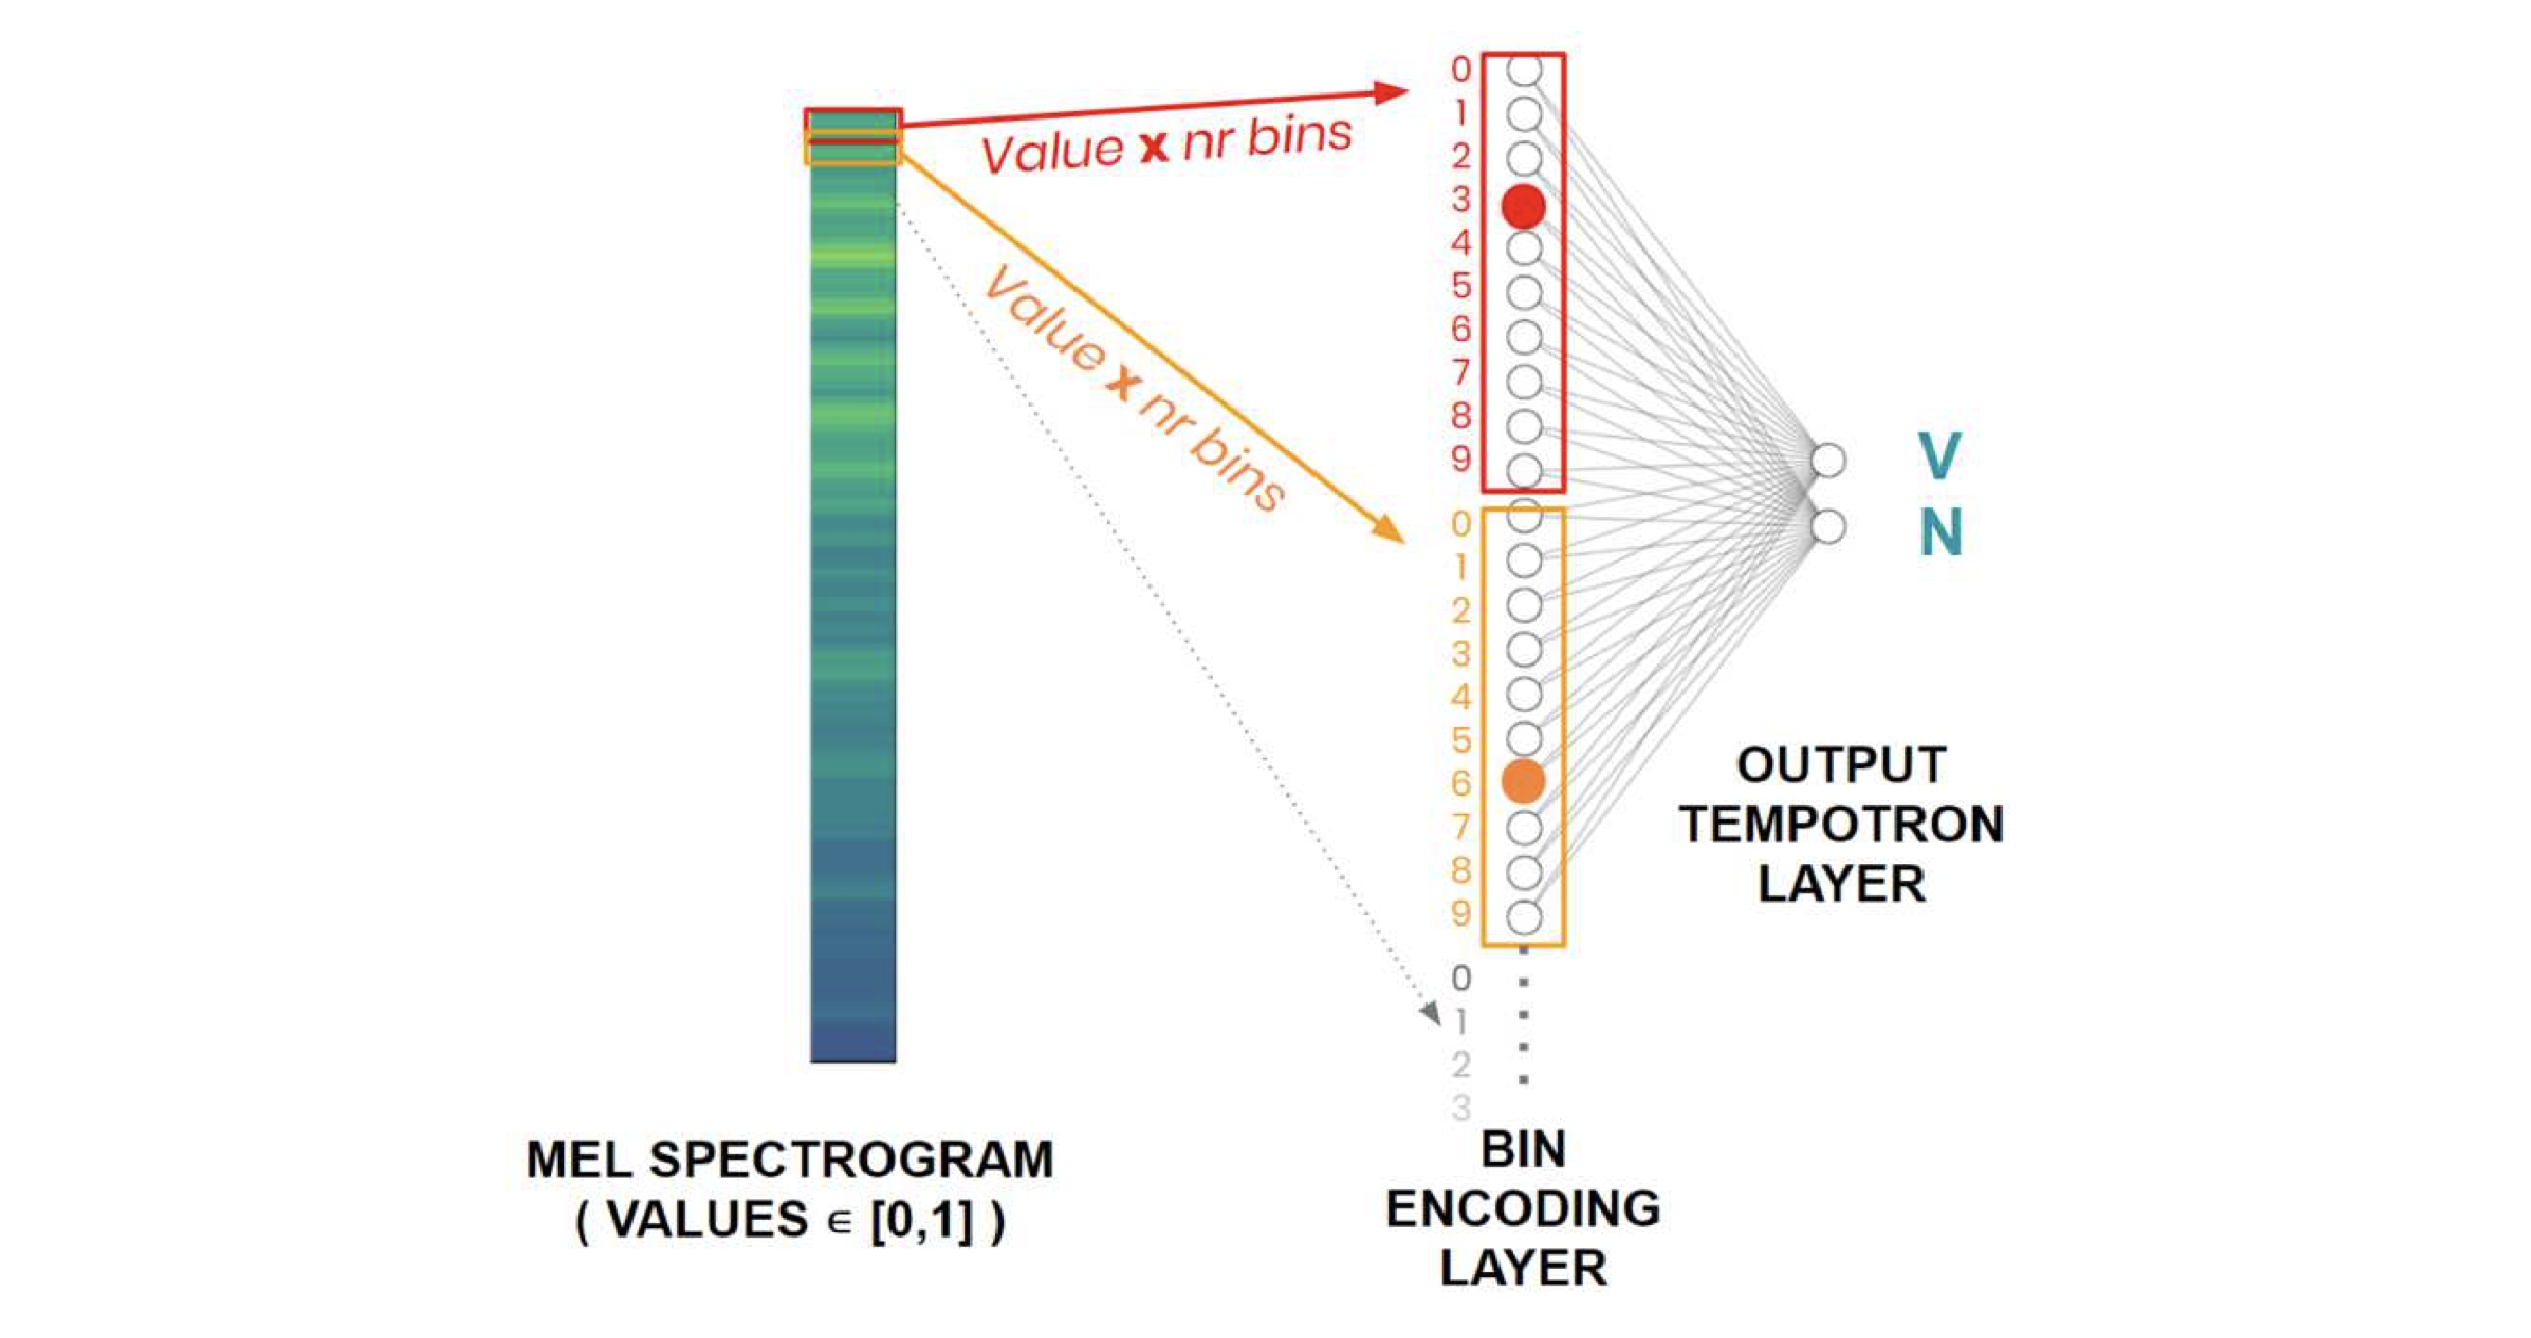 Value x nr bins
Value x nr bins
0
1
2
3
4
5
6
7
8
9
0
1
2
3
4
5
6
7
8
9
0
1
2
3
V
N
MEL SPECTROGRAM
( VALUES ∈ [0,1] )
BIN
ENCODING
LAYER
OUTPUT
TEMPOTRON
LAYER